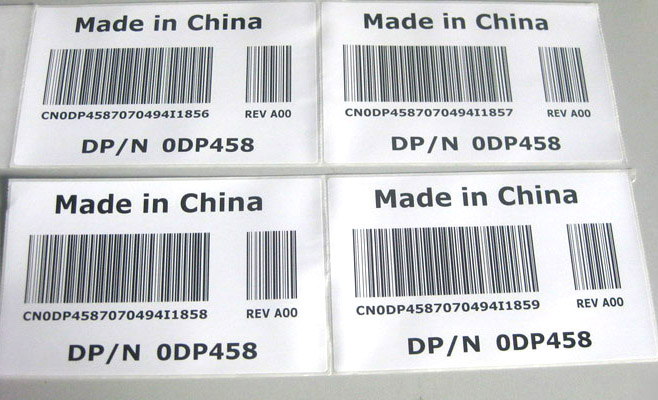 Made in China
CN0DP4587070494I1856 REV A00
DP/N 0DP458
Made in China
CN0DP4587070494I1857 REV A00
DP/N 0DP458
Made in China
CN0DP4587070494I1858 REV A00
DP/N 0DP458
Made in China
CN0DP4587070494I1859 REV A00
DP/N 0DP458